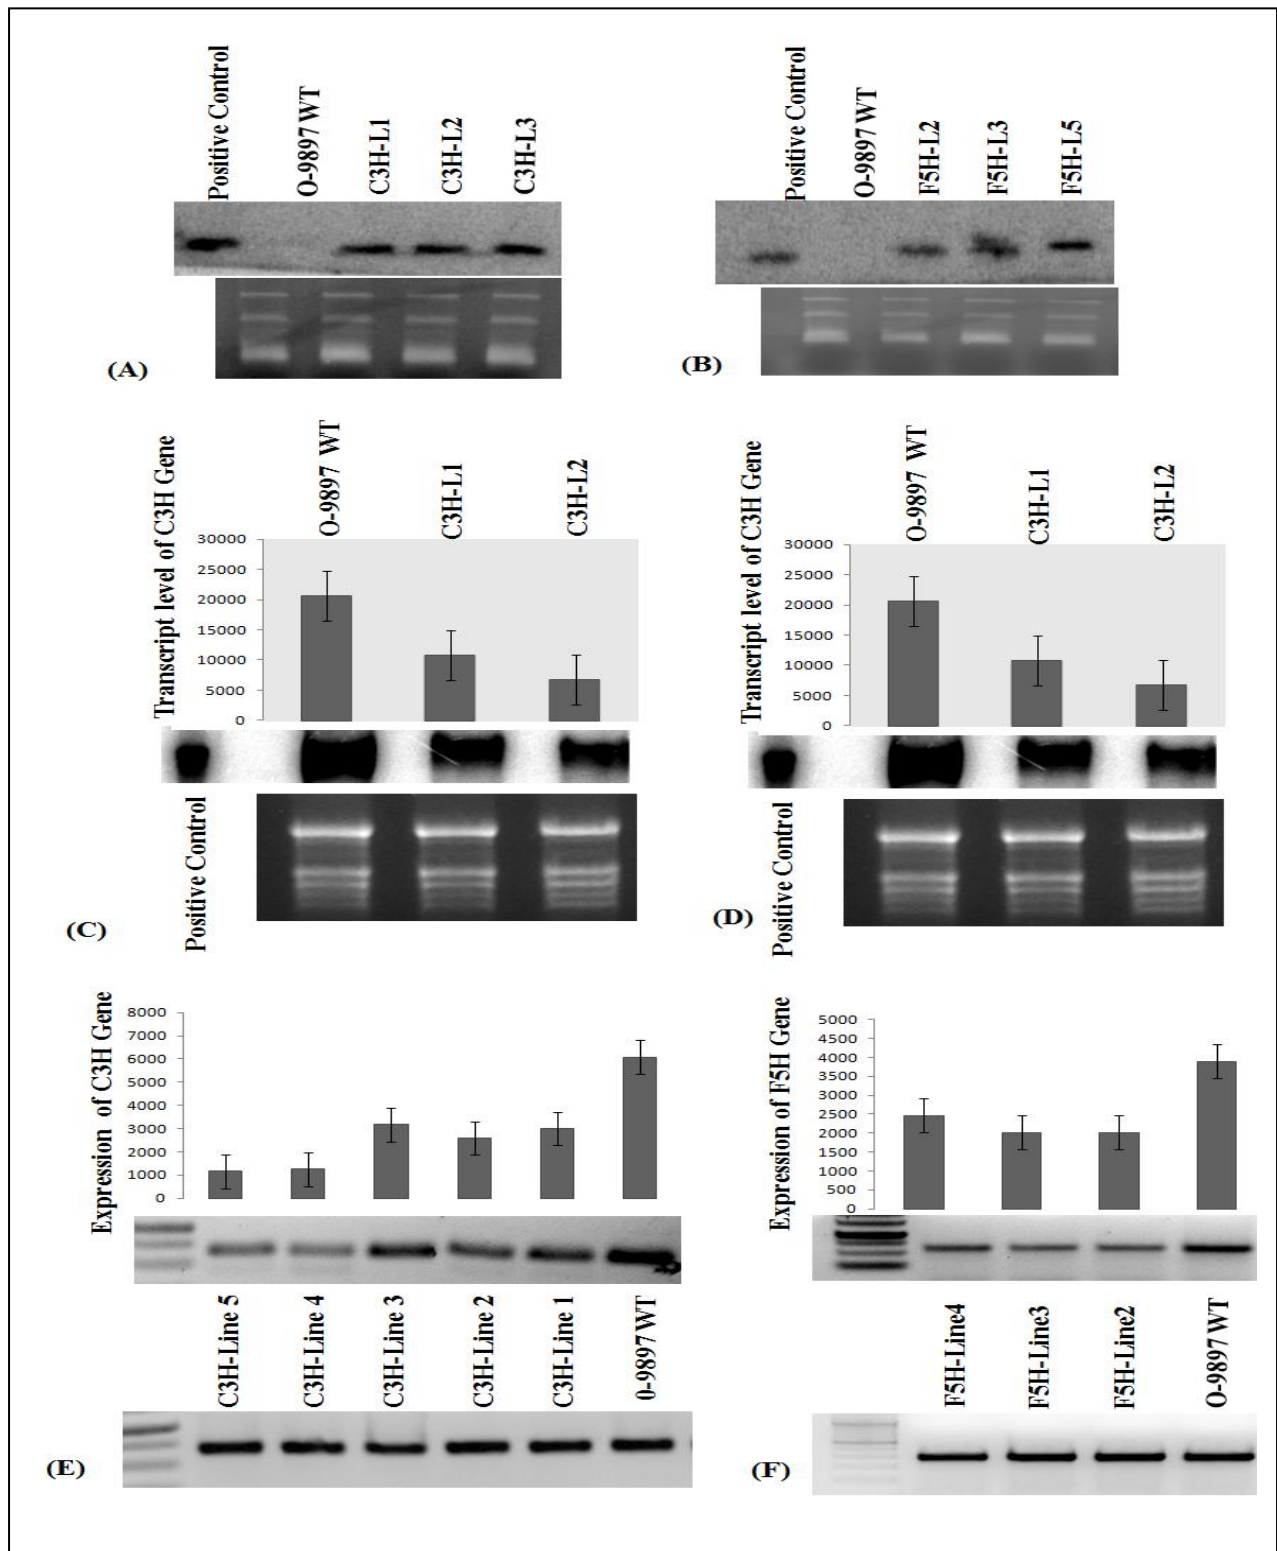 Positive Control
O-9897 WT
C3H-L1
C3H-L2
C3H-L3
(A)
Positive Control
O-9897 WT
F5H-L2
F5H-L3
F5H-L5
(B)
Transcript level of C3H Gene
O-9897 WT
C3H-L1
C3H-L2
30000
25000
20000
15000
10000
5000
0
Positive Control
(C)
Transcript level of C3H Gene
O-9897 WT
C3H-L1
C3H-L2
30000
25000
20000
15000
10000
5000
0
Positive Control
(D)
Expression of C3H Gene
8000
7000
6000
5000
4000
3000
2000
1000
0
C3H-Line 5
C3H-Line 4
C3H-Line 3
C3H-Line 2
C3H-Line 1
0-9897 WT
(E)
Expression of F5H Gene
5000
4500
4000
3500
3000
2500
2000
1500
1000
500
0
F5H-Line4
F5H-Line3
F5H-Line2
O-9897 WT
(F)